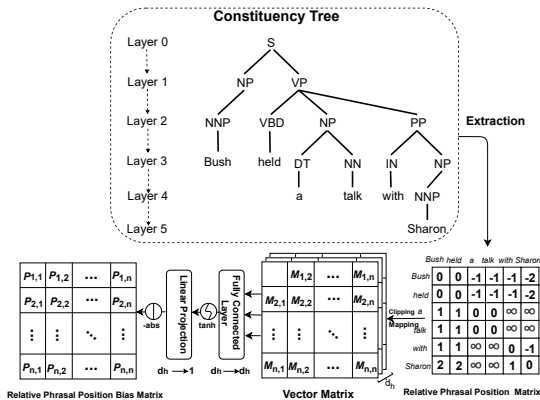 Constituency Tree
Layer 0 S
Layer 1 NP VP
Layer 2 NNP VBD NP PP
Layer 3 Bush held DT NN IN NP
Layer 4 a talk with NNP
Layer 5 Sharon
Extraction
Bush held a talk with Sharon
Bush 0 0 -1 -1 -1 -2
held 0 0 -1 -1 -1 -2
a 1 1 0 0 ∞ ∞
talk 1 1 0 0 ∞ ∞
with 1 1 ∞ ∞ 0 -1
Sharon 2 2 ∞ ∞ 1 0
Relative Phrasal Position Matrix
Clipping
Mapping
M1,2 ... M1,n
M2,1 M2,2 ... M2,n
⋮ ⋮ ⋱ ⋮
Mn,1 Mn,2 ... Mn,n
dh
Vector Matrix
Fully Connected
Layer
dh → dh
tanh
Linear Projection
dh → 1
-abs
P1,1 P1,2 ... P1,n
P2,1 P2,2 ... P2,n
⋮ ⋮ ⋱ ⋮
Pn,1 Pn,2 ... Pn,n
Relative Phrasal Position Bias Matrix